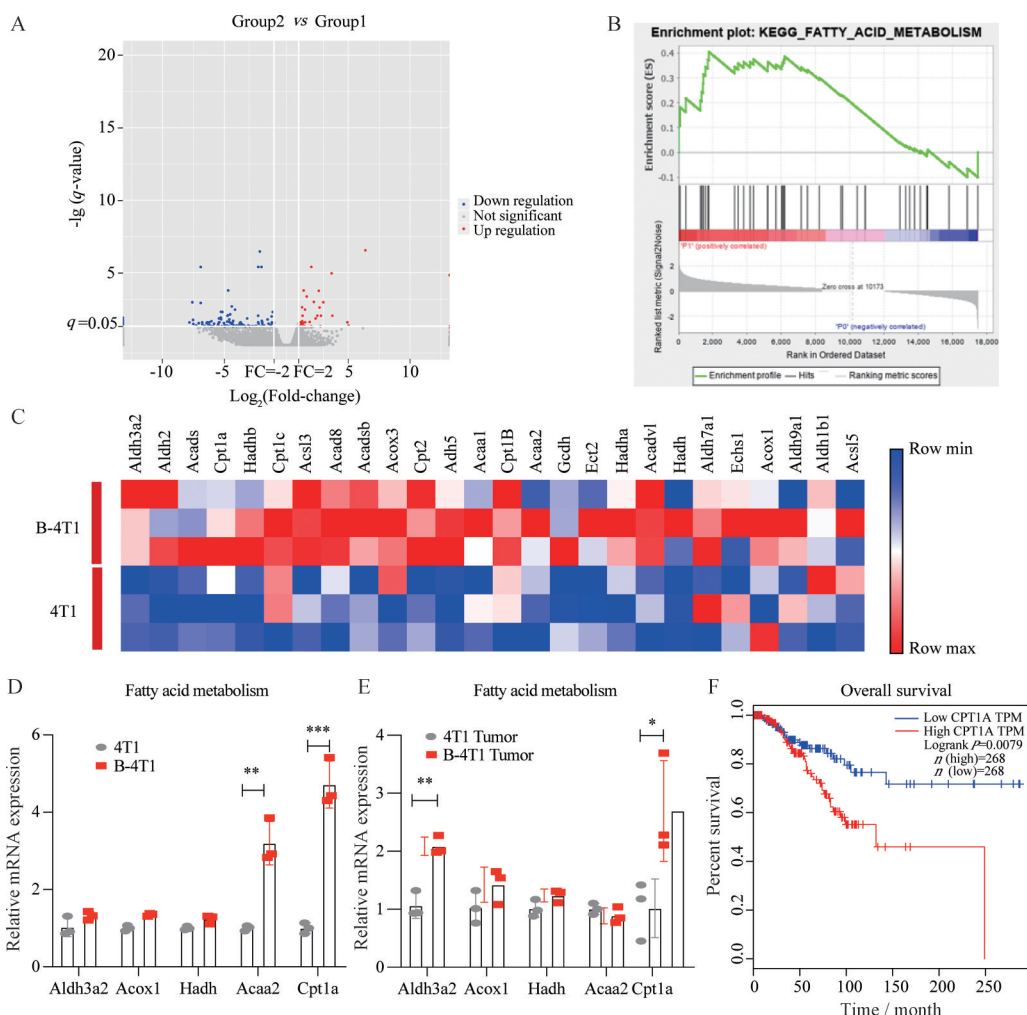 A
Group2 vs Group1
20
15
10
5
q=0.05
-lg (q-value)
-10
-5
FC=-2
FC=2
5
10
Log2(Fold-change)
Down regulation
Not significant
Up regulation
B
Enrichment plot: KEGG_FATTY_ACID_METABOLISM
Enrichment score (ES)
0.4
0.3
0.2
0.1
0.0
-0.1
'P1' (positively correlated)
Ranked list metric (Signal2Noise)
2
0
-2
Zero cross at 10173
'P0' (negatively correlated)
0 2,000 4,000 6,000 8,000 10,000 12,000 14,000 16,000 18,000
Rank in Ordered Dataset
Enrichment profile Hits Ranking metric scores
C
Aldh3a2
Aldh2
Acads
Cpt1a
Hadhb
Cpt1c
Acsl3
Acad8
Acadsb
Acox3
Cpt2
Adh5
Acaa1
Cpt1B
Acaa2
Gcdh
Ect2
Hadha
Acadvl
Hadh
Aldh7a1
Echs1
Acox1
Aldh9a1
Aldh1b1
Acsl5
B-4T1
4T1
Row min
Row max
D
Fatty acid metabolism
4T1
B-4T1
Relative mRNA expression
6
4
2
0
**
***
Aldh3a2 Acox1 Hadh Acaa2 Cpt1a
E
Fatty acid metabolism
4T1 Tumor
B-4T1 Tumor
Relative mRNA expression
4
3
2
1
0
**
*
Aldh3a2 Acox1 Hadh Acaa2 Cpt1a
F
Overall survival
Low CPT1A TPM
High CPT1A TPM
Logrank P=0.0079
n (high)=268
n (low)=268
Percent survival
1.0
0.8
0.6
0.4
0.2
0.0
0 50 100 150 200 250
Time / month